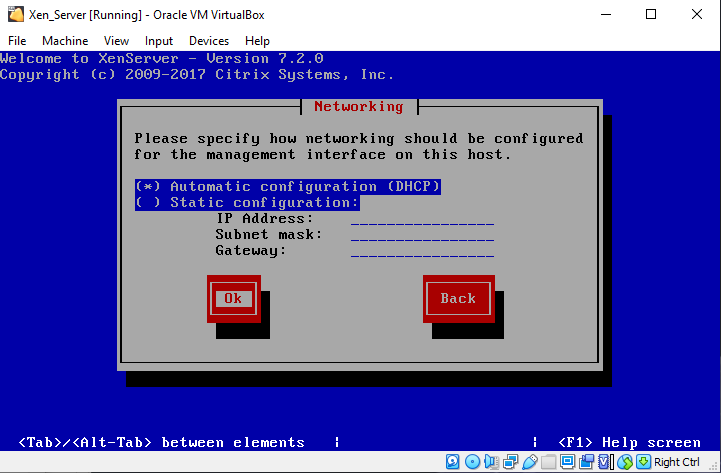 Xen_Server [Running] - Oracle VM VirtualBox
File Machine View Input Devices Help
Welcome to XenServer - Version 7.2.0
Copyright (c) 2009-2017 Citrix Systems, Inc.
Networking
Please specify how networking should be configured
for the management interface on this host.
(*) Automatic configuration (DHCP)
( ) Static configuration:
IP Address: ________________
Subnet mask: ________________
Gateway: ________________
Ok Back
<Tab>/<Alt-Tab> between elements | | <F1> Help screen
Right Ctrl